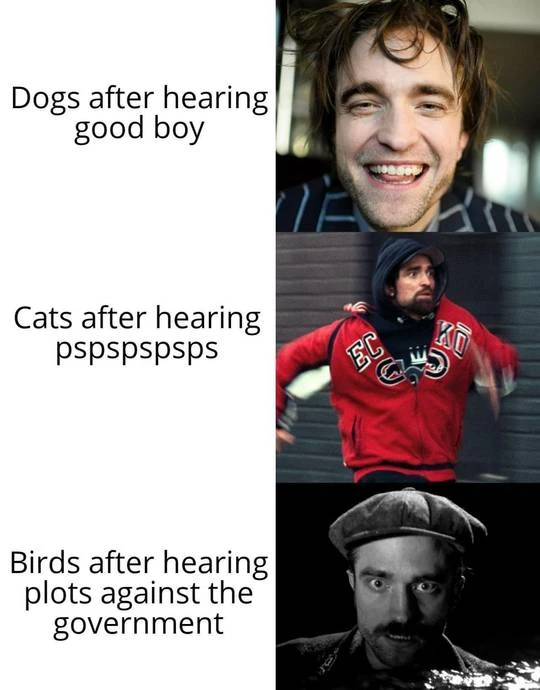 Dogs after hearing
good boy
Cats after hearing
pspspspsps
EC KO
Birds after hearing
plots against the
government